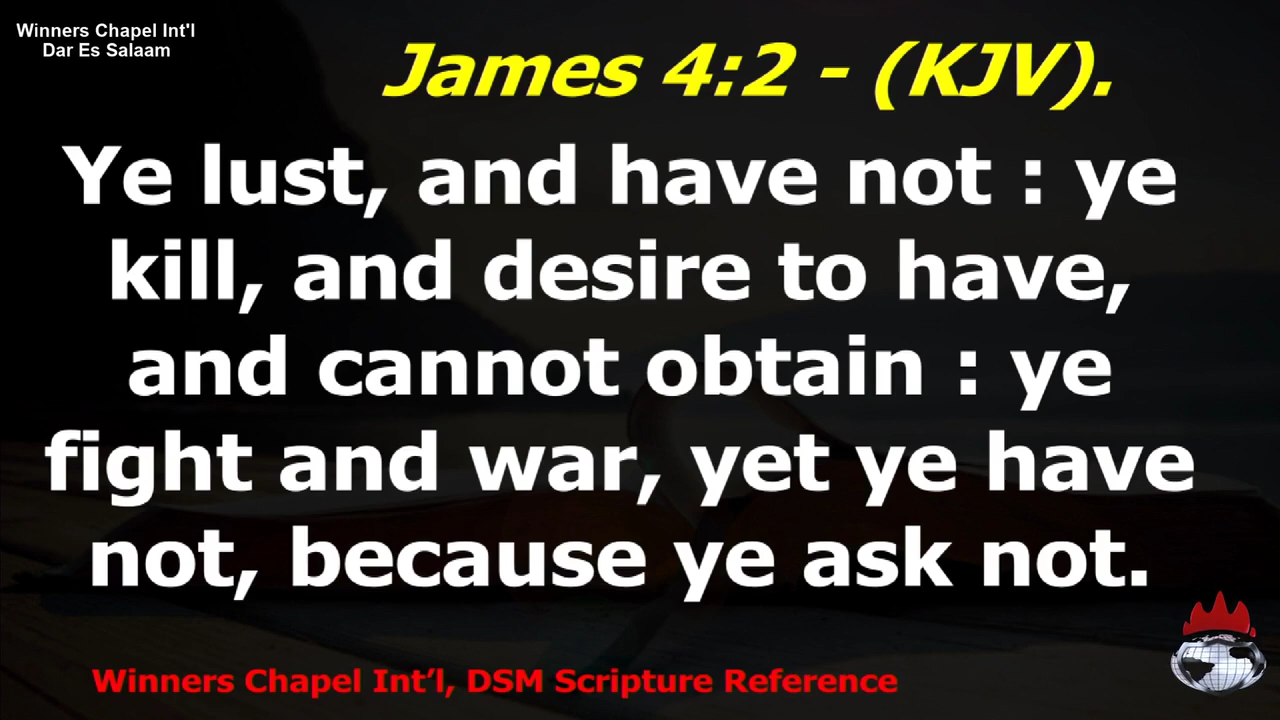 Winners Chapel Int'l
Dar Es Salaam
James 4:2 - (KJV).
Ye lust, and have not : ye
kill, and desire to have,
and cannot obtain : ye
fight and war, yet ye have
not, because ye ask not.
Winners Chapel Int’l, DSM Scripture Reference